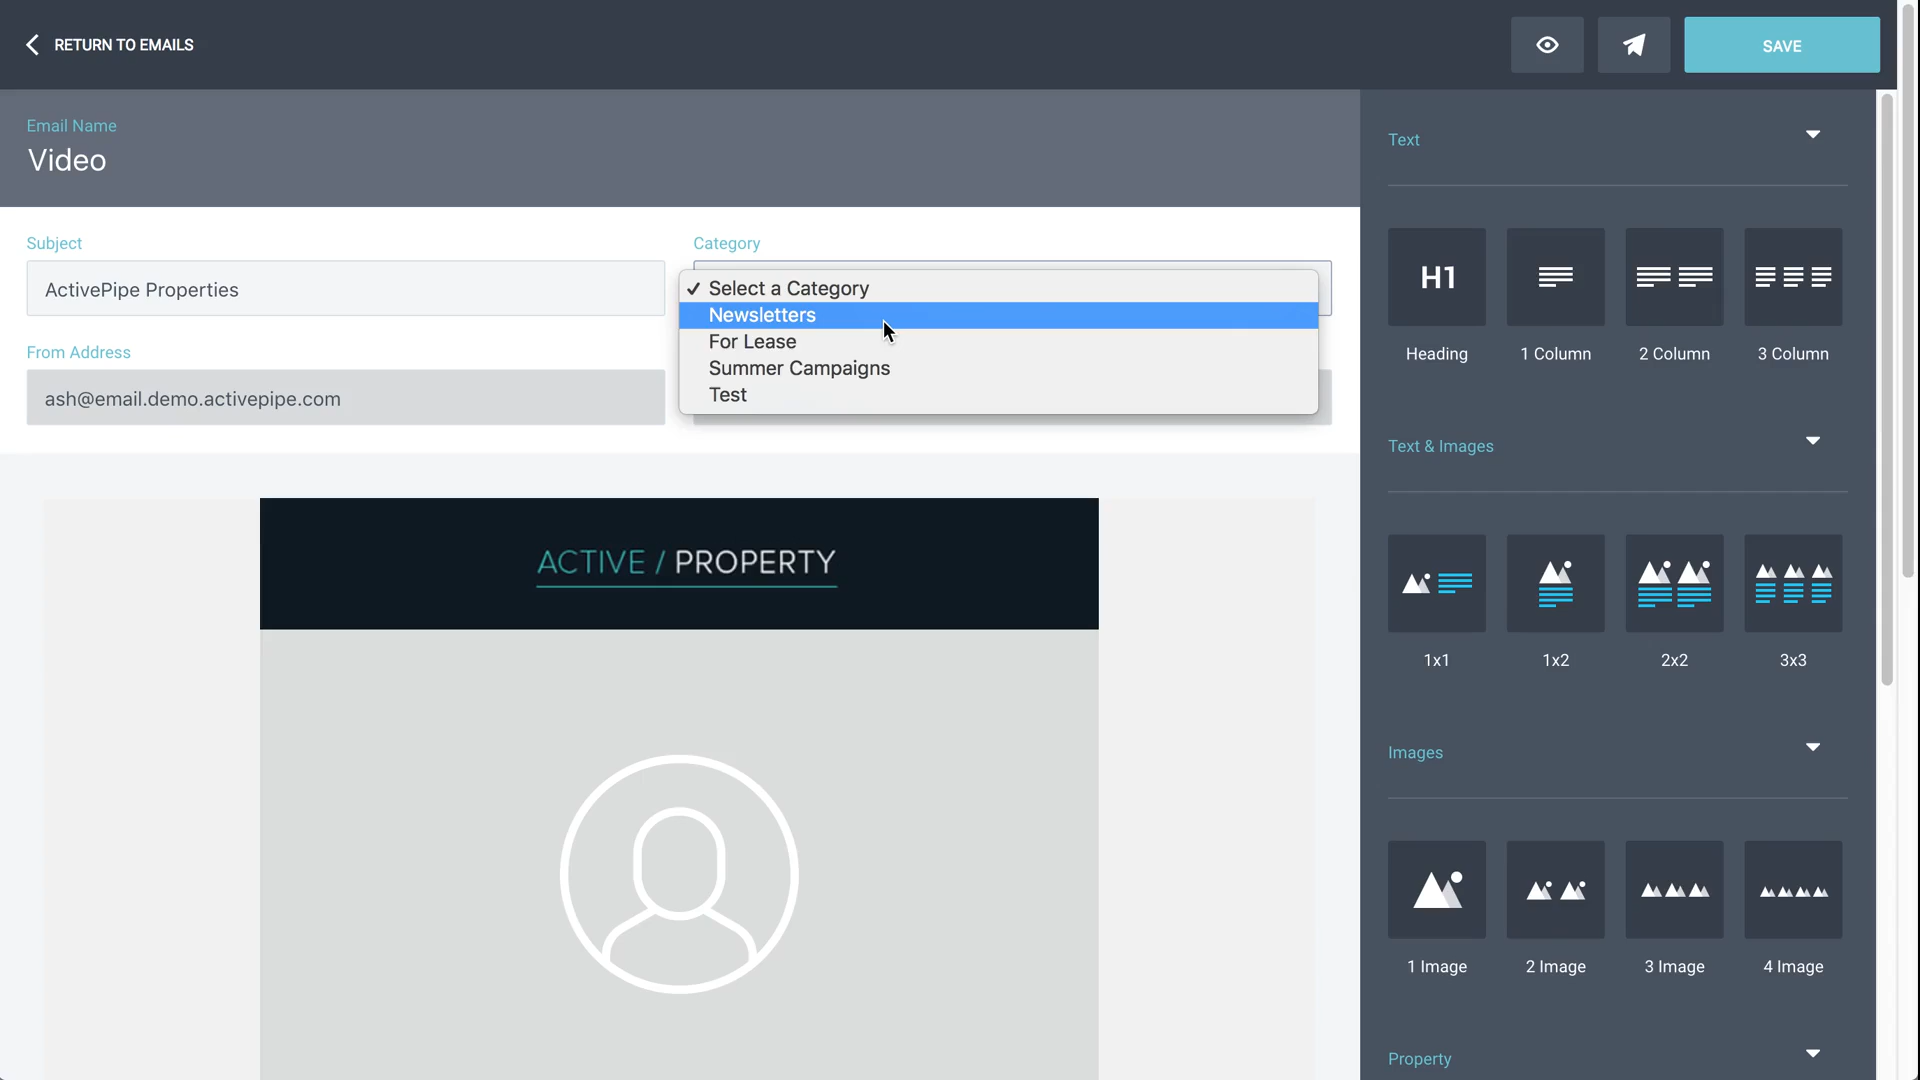 RETURN TO EMAILS
SAVE
Email Name
Video
Subject
Category
ActivePipe Properties
✓ Select a Category
Newsletters
For Lease
Summer Campaigns
Test
From Address
ash@email.demo.activepipe.com
ACTIVE / PROPERTY
Text
H1
Heading
1 Column
2 Column
3 Column
Text & Images
1x1
1x2
2x2
3x3
Images
1 Image
2 Image
3 Image
4 Image
Property